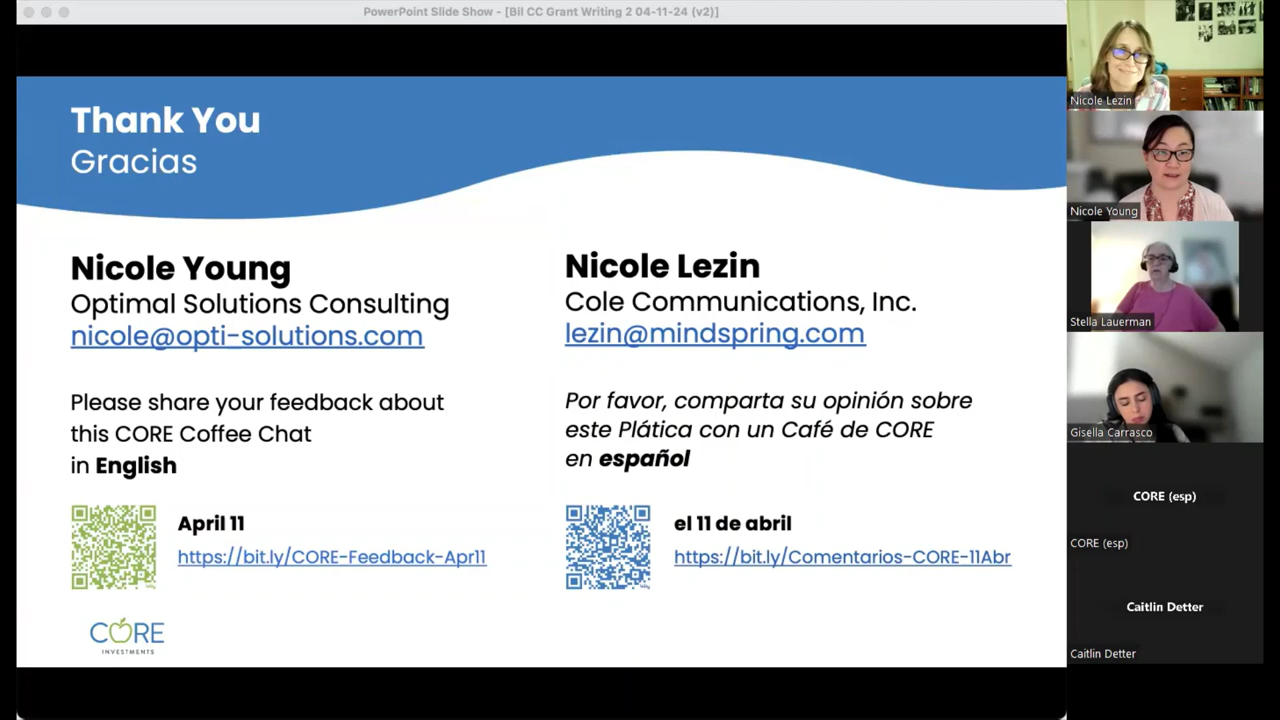 PowerPoint Slide Show - [Bil CC Grant Writing 2 04-11-24 (v2)]
Thank You
Gracias
Nicole Young
Optimal Solutions Consulting
nicole@opti-solutions.com
Please share your feedback about
this CORE Coffee Chat
in English
April 11
https://bit.ly/CORE-Feedback-Apr11
Nicole Lezin
Cole Communications, Inc.
lezin@mindspring.com
Por favor, comparta su opinión sobre
este Plática con un Café de CORE
en español
el 11 de abril
https://bit.ly/Comentarios-CORE-11Abr
CORE
INVESTMENTS
Nicole Lezin
Nicole Young
Stella Lauerman
Gisella Carrasco
CORE (esp)
CORE (esp)
Caitlin Detter
Caitlin Detter